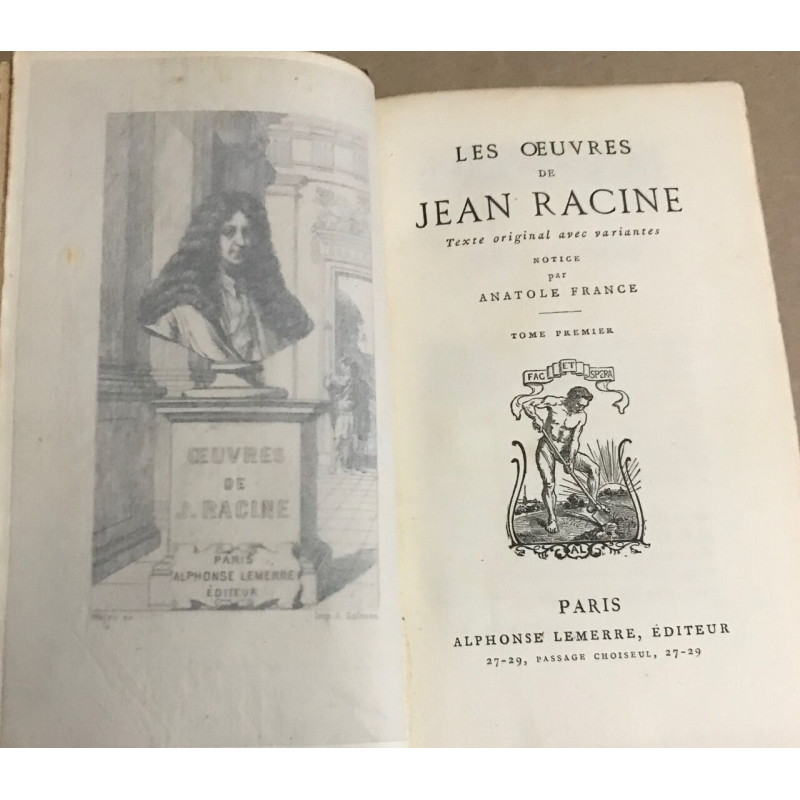 ŒUVRES
DE
J. RACINE
PARIS
ALPHONSE LEMERRE
ÉDITEUR
LES ŒUVRES
DE
JEAN RACINE
Texte original avec variantes
NOTICE
par
ANATOLE FRANCE
TOME PREMIER
FAC ET SPERA
AL
PARIS
ALPHONSE LEMERRE, ÉDITEUR
27-29, PASSAGE CHOISEUL, 27-29